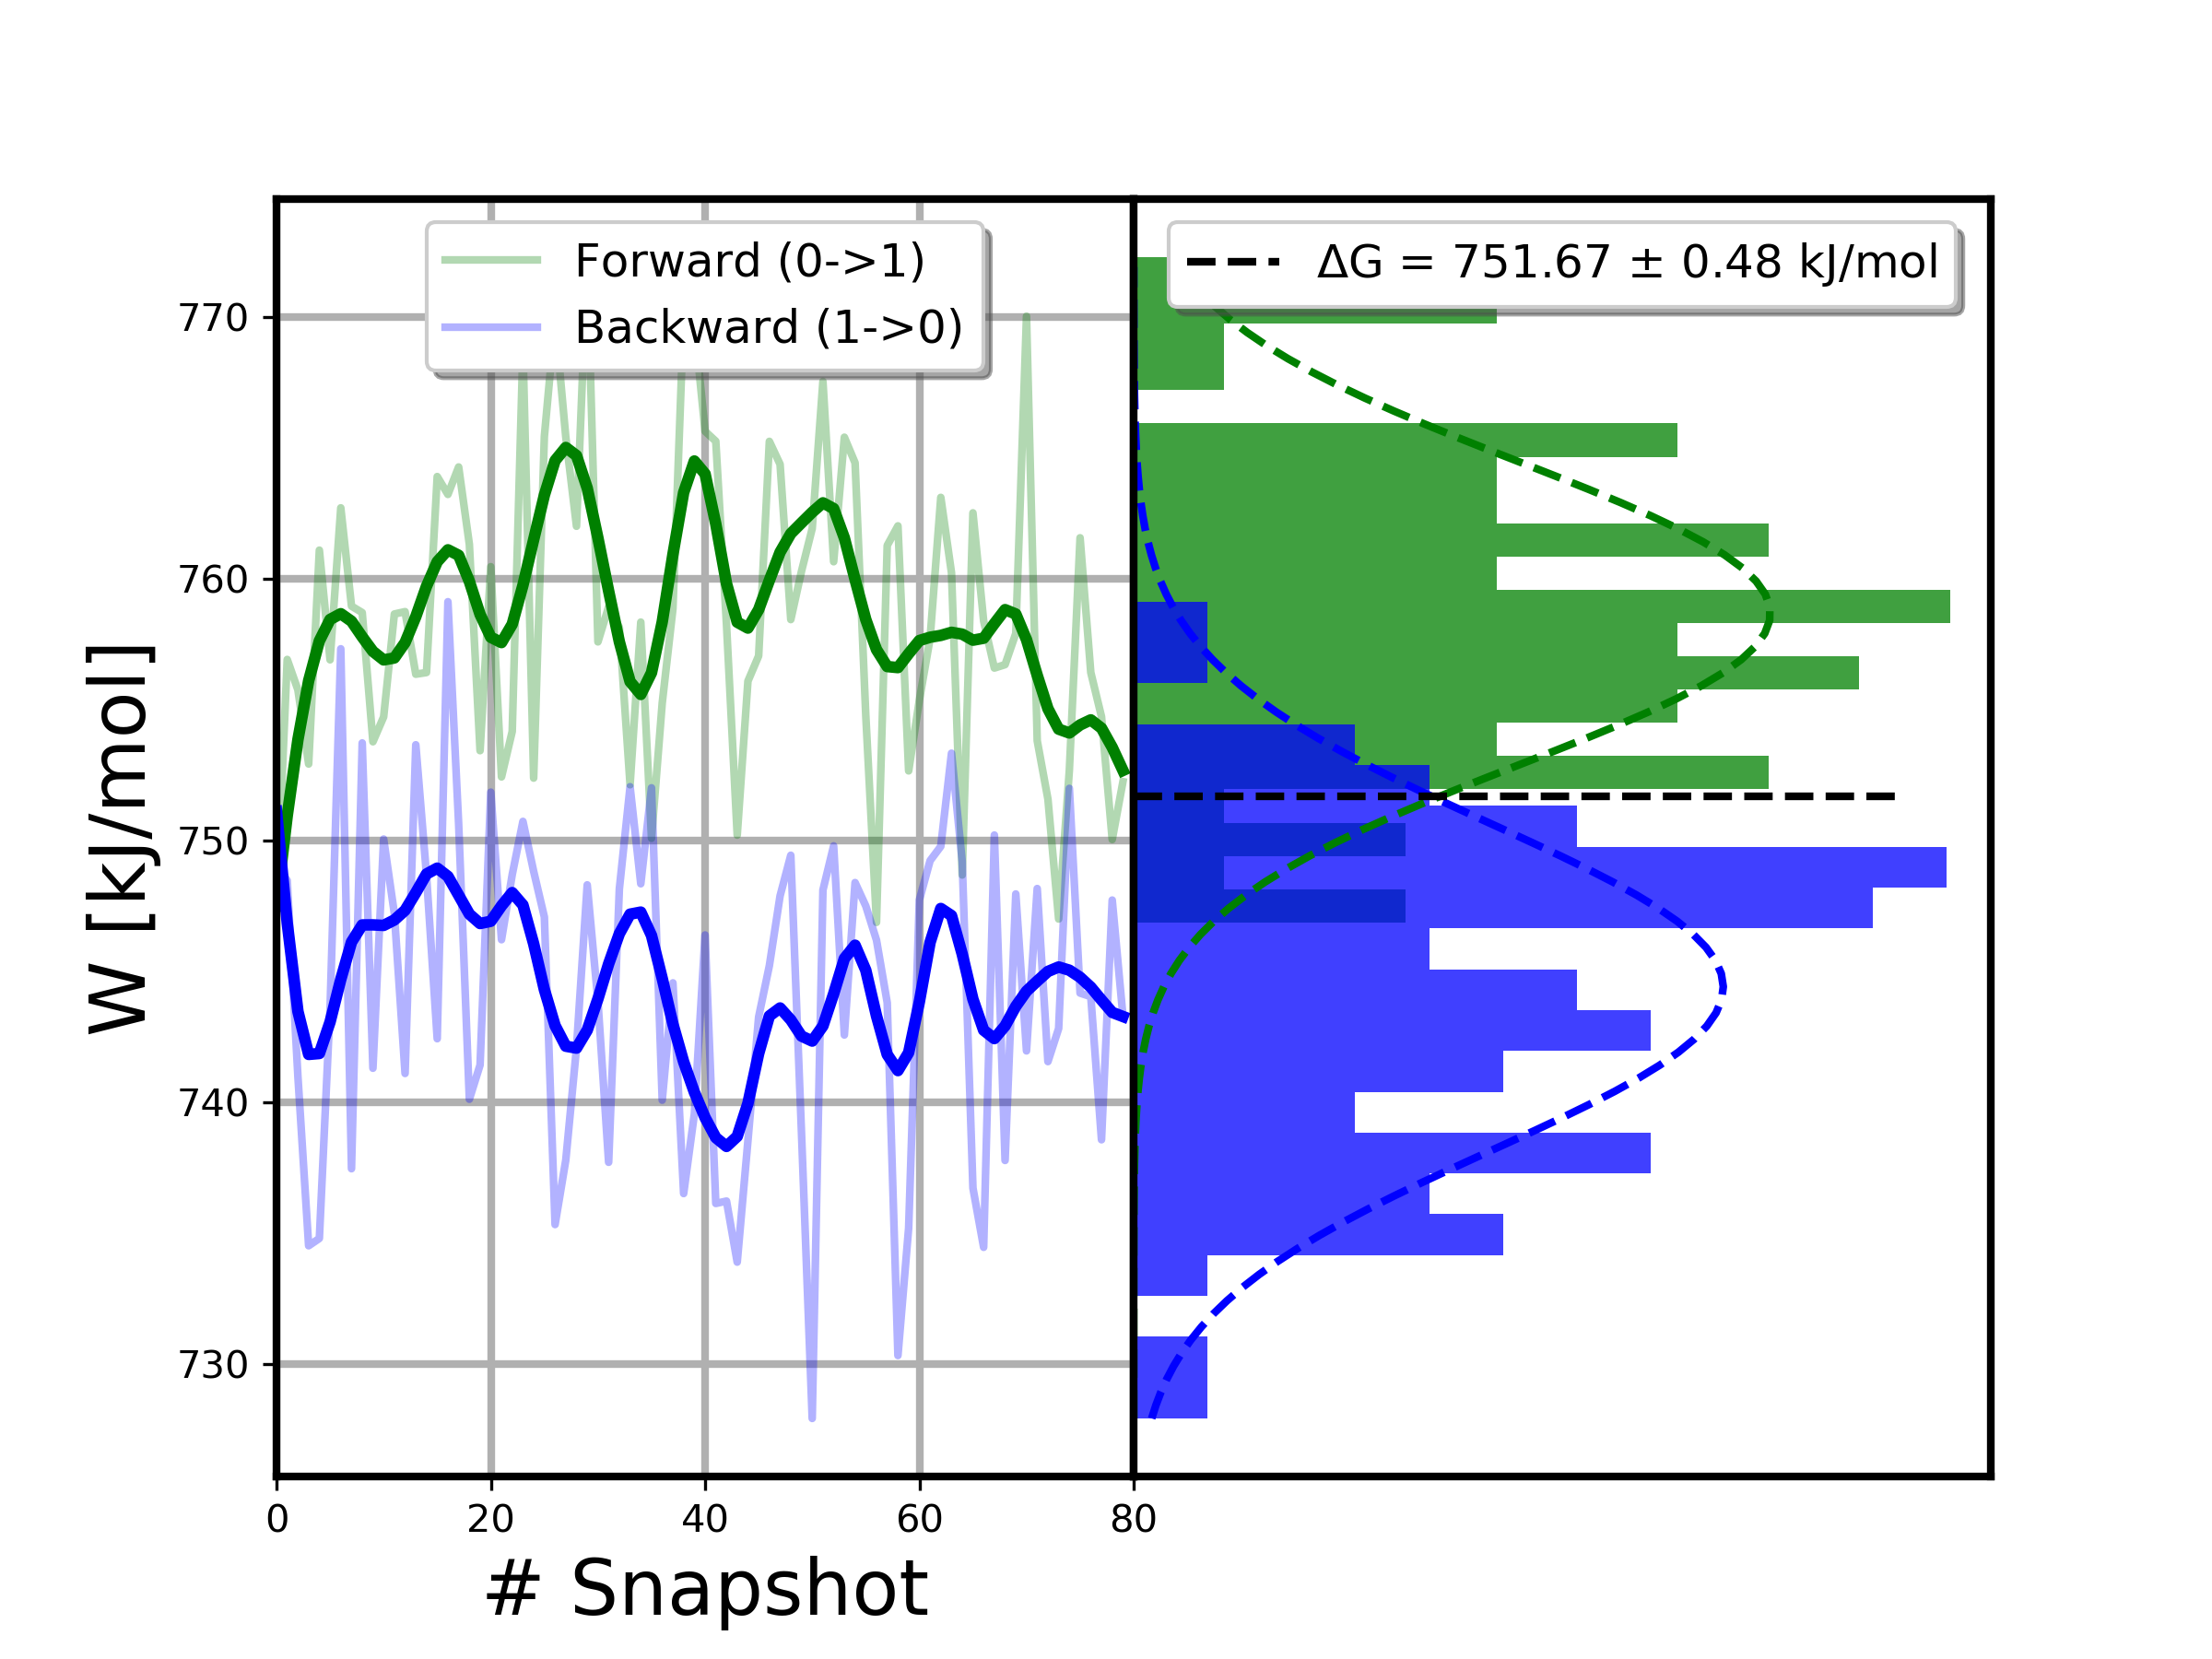 Forward (0->1)
Backward (1->0)
ΔG = 751.67 ± 0.48 kJ/mol
770
760
750
740
730
W [kJ/mol]
0 20 40 60 80
# Snapshot